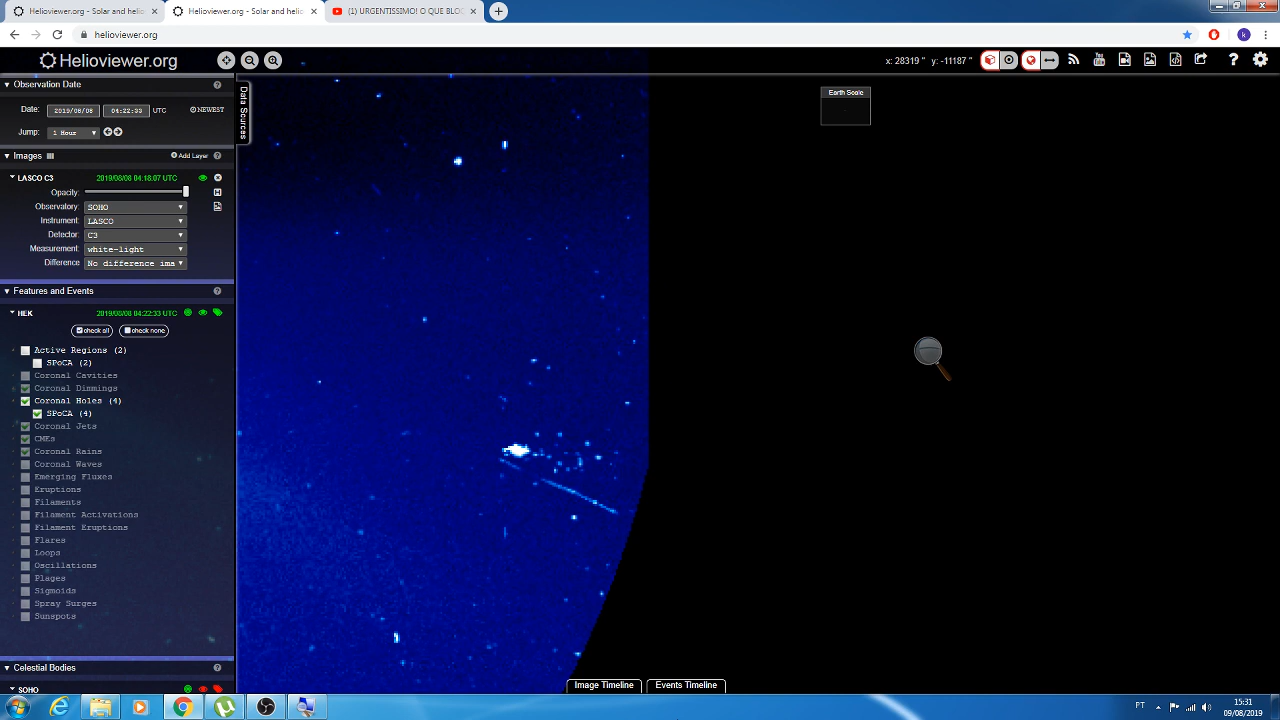 Helioviewer.org - Solar and helio
Helioviewer.org - Solar and helio
(1) URGENTISSIMO! O QUE BLOC
helioviewer.org
k
Helioviewer.org
x: 28319 " y: -11187 "
You
Tube
Observation Date
Date: 2019/08/08 04:22:33 UTC NEWEST
Jump: 1 Hour
Images
Add Layer
LASCO C3 2019/08/08 04:18:07 UTC
Opacity:
Observatory: SOHO
Instrument: LASCO
Detector: C3
Measurement: white-light
Difference: No difference ima
Features and Events
HEK 2019/08/08 04:22:33 UTC
check all check none
Active Regions (2)
SPoCA (2)
Coronal Cavities
Coronal Dimmings
Coronal Holes (4)
SPoCA (4)
Coronal Jets
CMEs
Coronal Rains
Coronal Waves
Emerging Fluxes
Eruptions
Filaments
Filament Activations
Filament Eruptions
Flares
Loops
Oscillations
Plages
Sigmoids
Spray Surges
Sunspots
Celestial Bodies
SOHO
Data Sources
Earth Scale
Image Timeline
Events Timeline
PT
15:31
09/08/2019